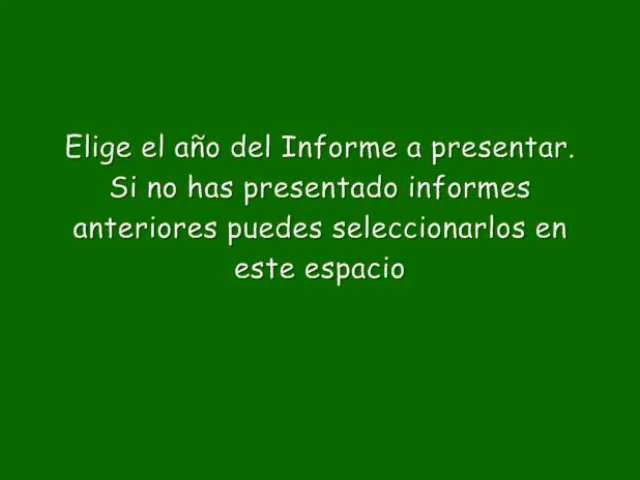 Elige el año del Informe a presentar.
Si no has presentado informes
anteriores puedes seleccionarlos en
este espacio